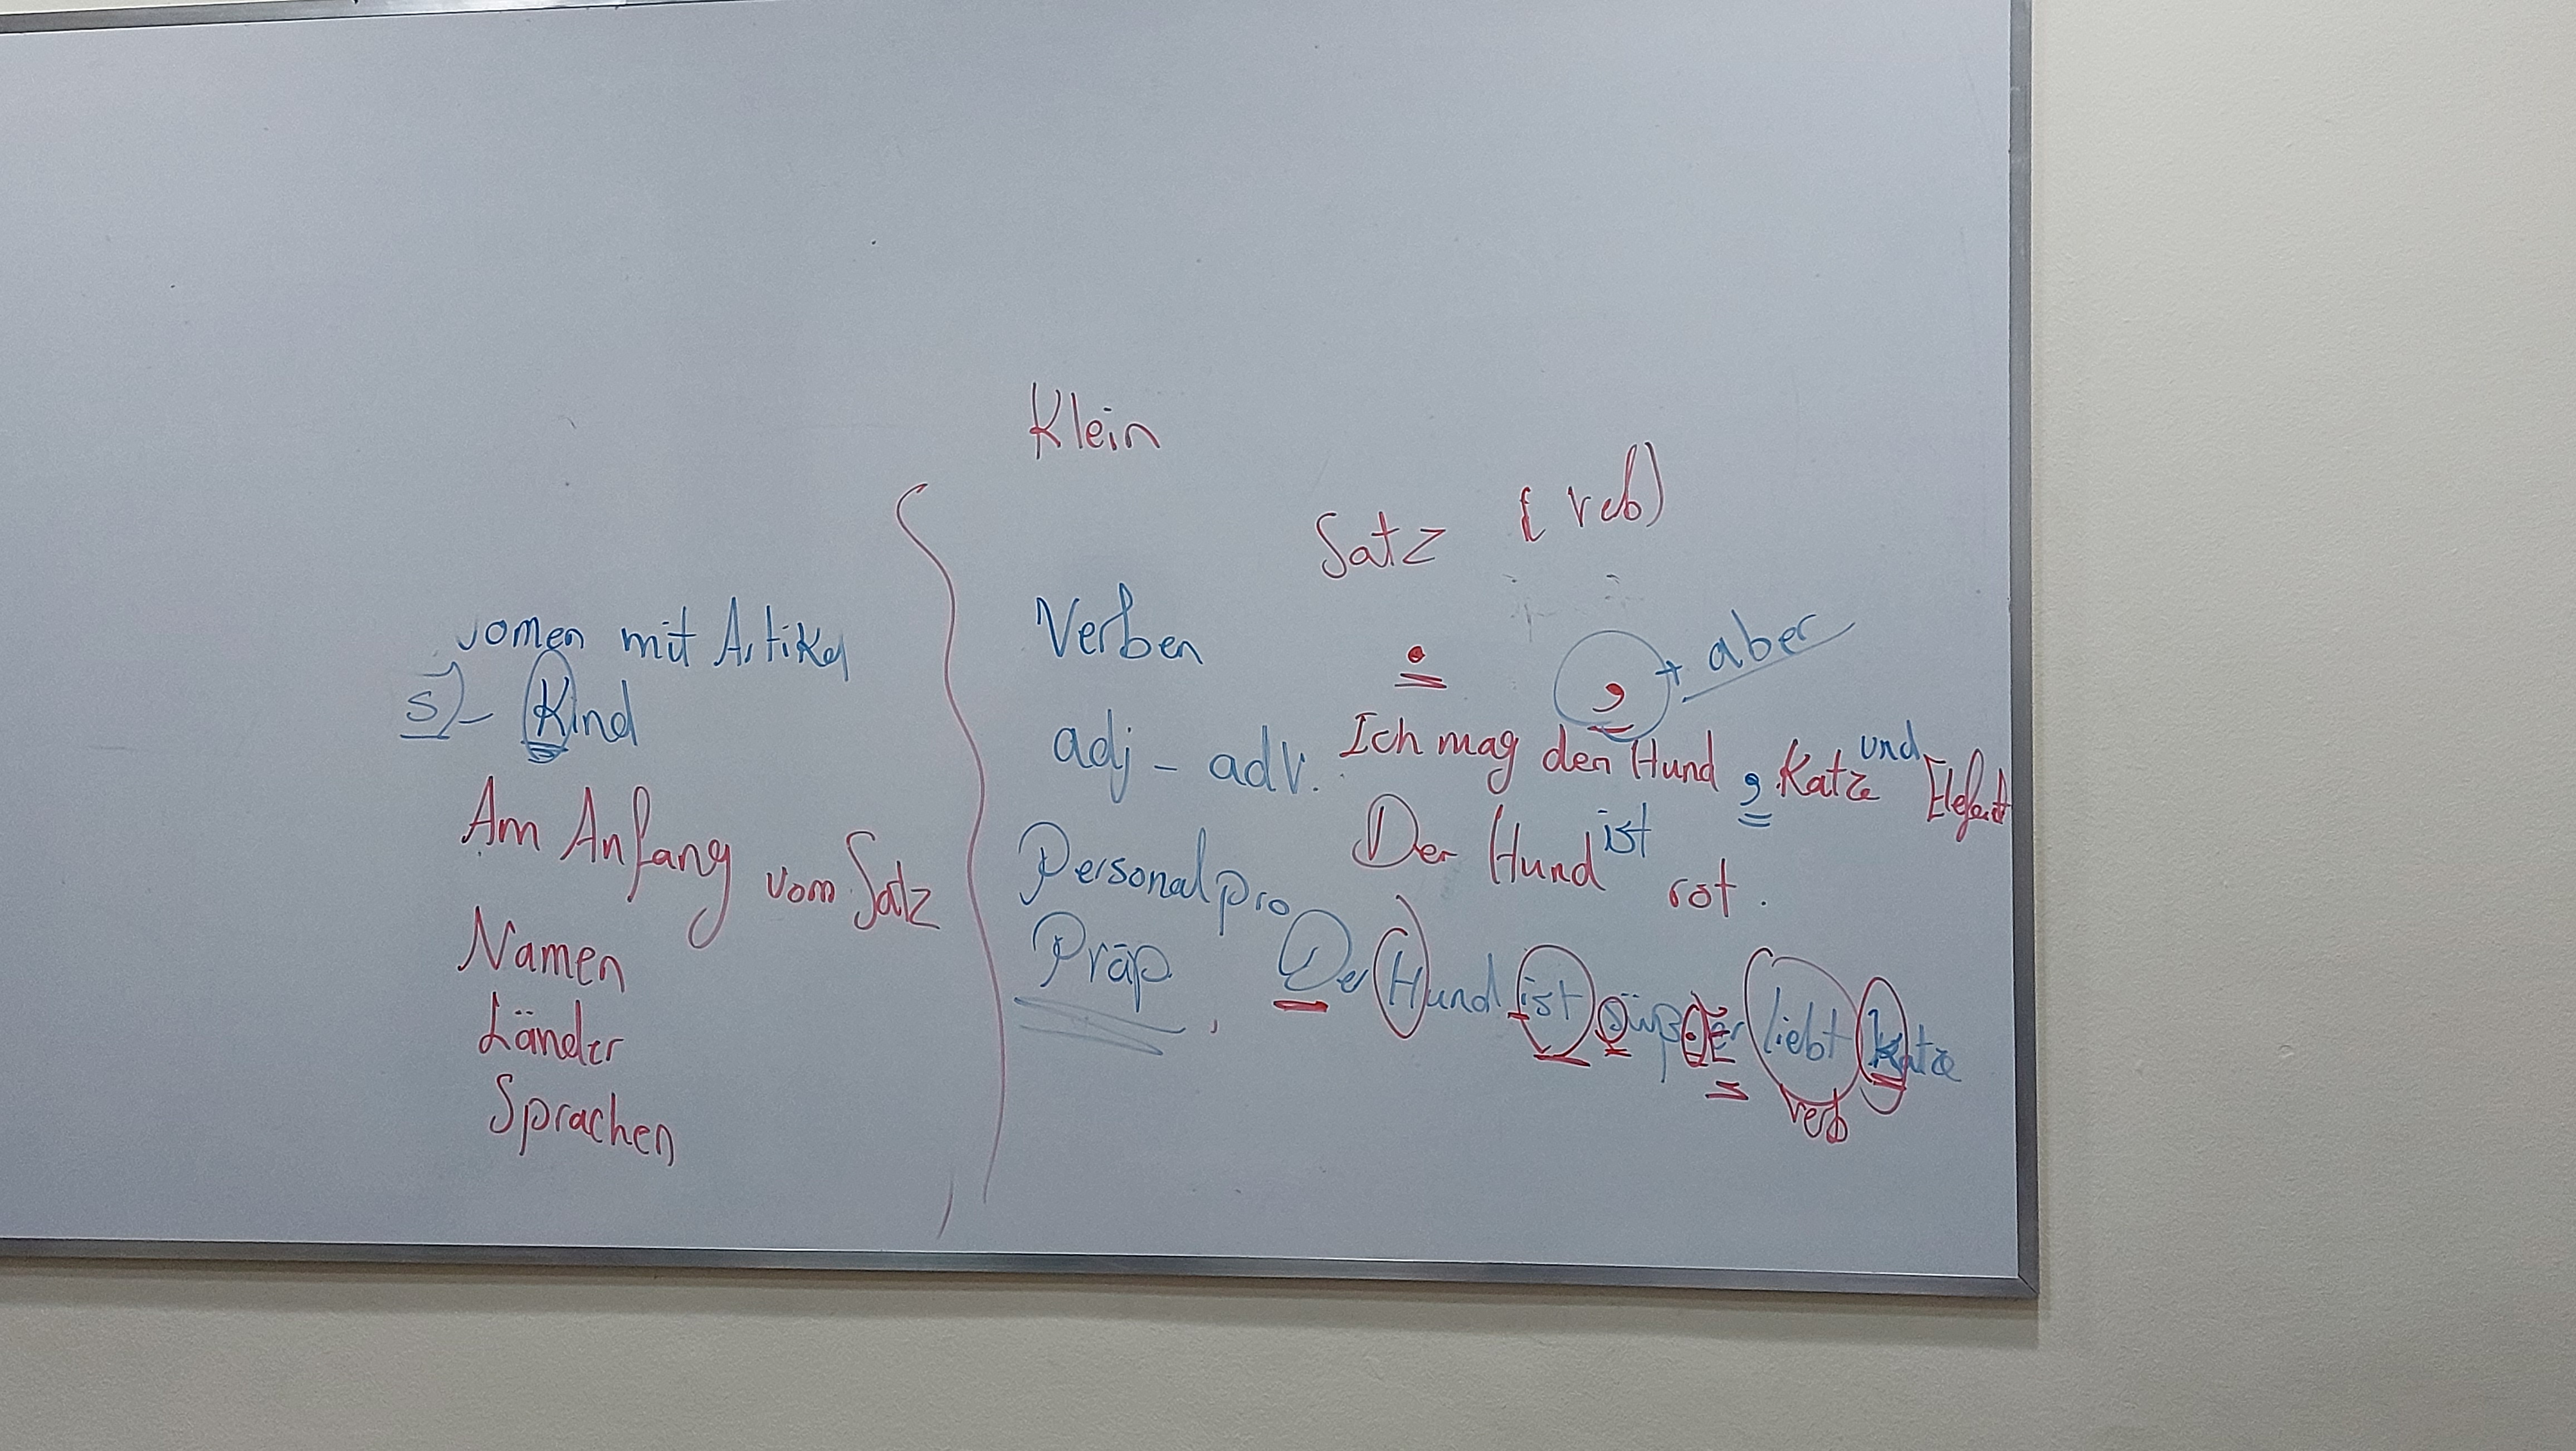 Klein
Satz (verb)
nomen mit Artikel
s) - Kind
Am Anfang vom Satz
Namen
Länder
Sprachen
Verben
adj - adv.
Personalpro
Präp.
. , + aber
Ich mag den Hund, Katze und Elefant
Der Hund ist rot.
Der Hund ist süß. Er liebt Katze
verb